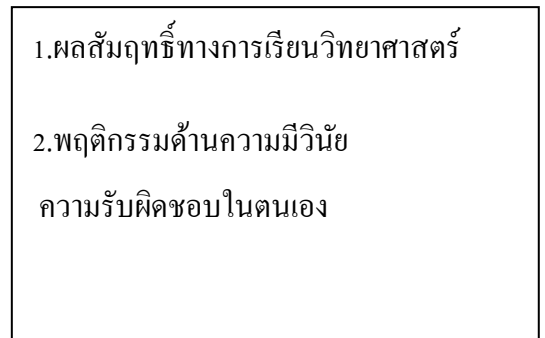 1.ผลสัมฤทธิ์ทางการเรียนวิทยาศาสตร์
2.พฤติกรรมด้านความมีวินัย
ความรับผิดชอบในตนเอง